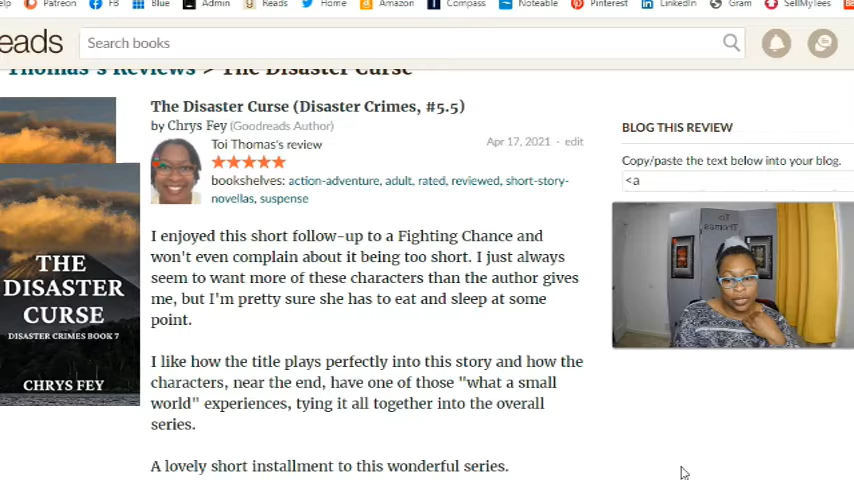 Patreon FB Blue Admin Reads Home Amazon Compass Noteable Pinterest LinkedIn Gram SellMyTees
eads Search books
Thomas's Reviews > The Disaster Curse
The Disaster Curse (Disaster Crimes, #5.5)
by Chrys Fey (Goodreads Author)
Toi Thomas's review
Apr 17, 2021 · edit
bookshelves: action-adventure, adult, rated, reviewed, short-story-
novellas, suspense
I enjoyed this short follow-up to a Fighting Chance and
won't even complain about it being too short. I just always
seem to want more of these characters than the author gives
me, but I'm pretty sure she has to eat and sleep at some
point.
I like how the title plays perfectly into this story and how the
characters, near the end, have one of those "what a small
world" experiences, tying it all together into the overall
series.
A lovely short installment to this wonderful series.
BLOG THIS REVIEW
Copy/paste the text below into your blog.
<a
THE
DISASTER
CURSE
DISASTER CRIMES BOOK 7
CHRYS FEY